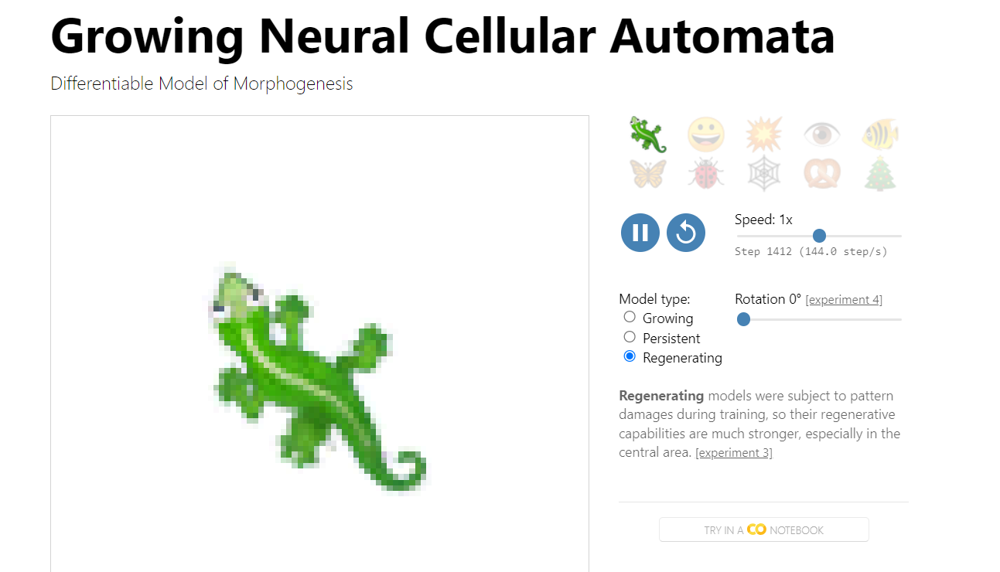 Growing Neural Cellular Automata
Differentiable Model of Morphogenesis
Speed: 1x
Step 1412 (144.0 step/s)
Model type:
Growing
Persistent
Regenerating
Rotation 0° [experiment 4]
Regenerating models were subject to pattern
damages during training, so their regenerative
capabilities are much stronger, especially in the
central area. [experiment 3]
TRY IN A CO NOTEBOOK